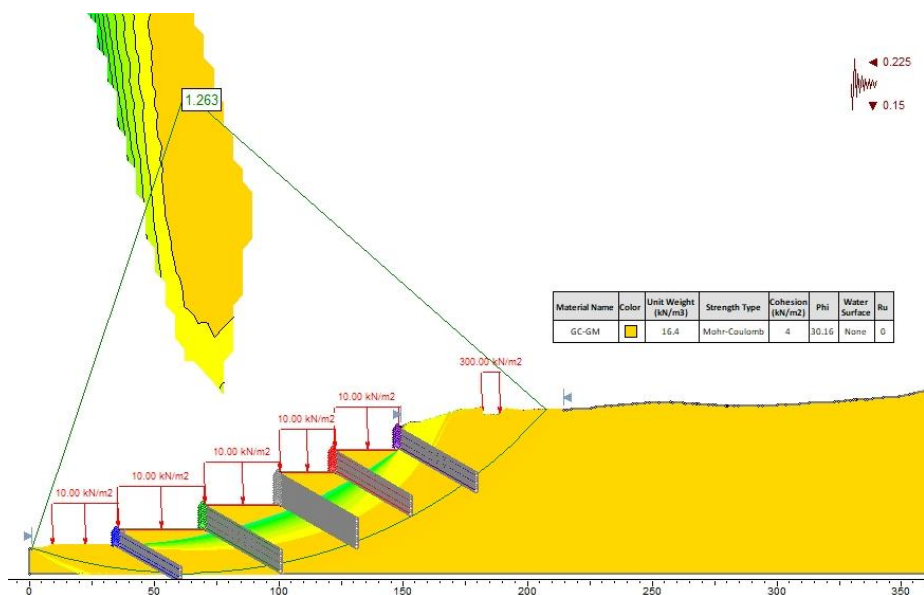 1.263
0.225
0.15
Material Name Color Unit Weight (kN/m3) Strength Type Cohesion (kN/m2) Phi Water Surface Ru
GC-GM 16.4 Mohr-Coulomb 4 30.16 None 0
300.00 kN/m2
10.00 kN/m2
10.00 kN/m2
10.00 kN/m2
10.00 kN/m2
10.00 kN/m2
0 50 100 150 200 250 300 350